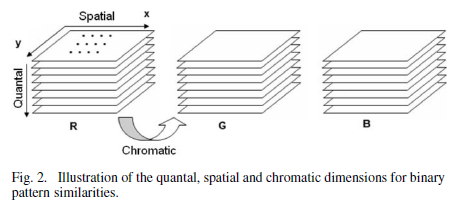 Spatial x
y
Quantal
R G B
Chromatic
Fig. 2. Illustration of the quantal, spatial and chromatic dimensions for binary
pattern similarities.